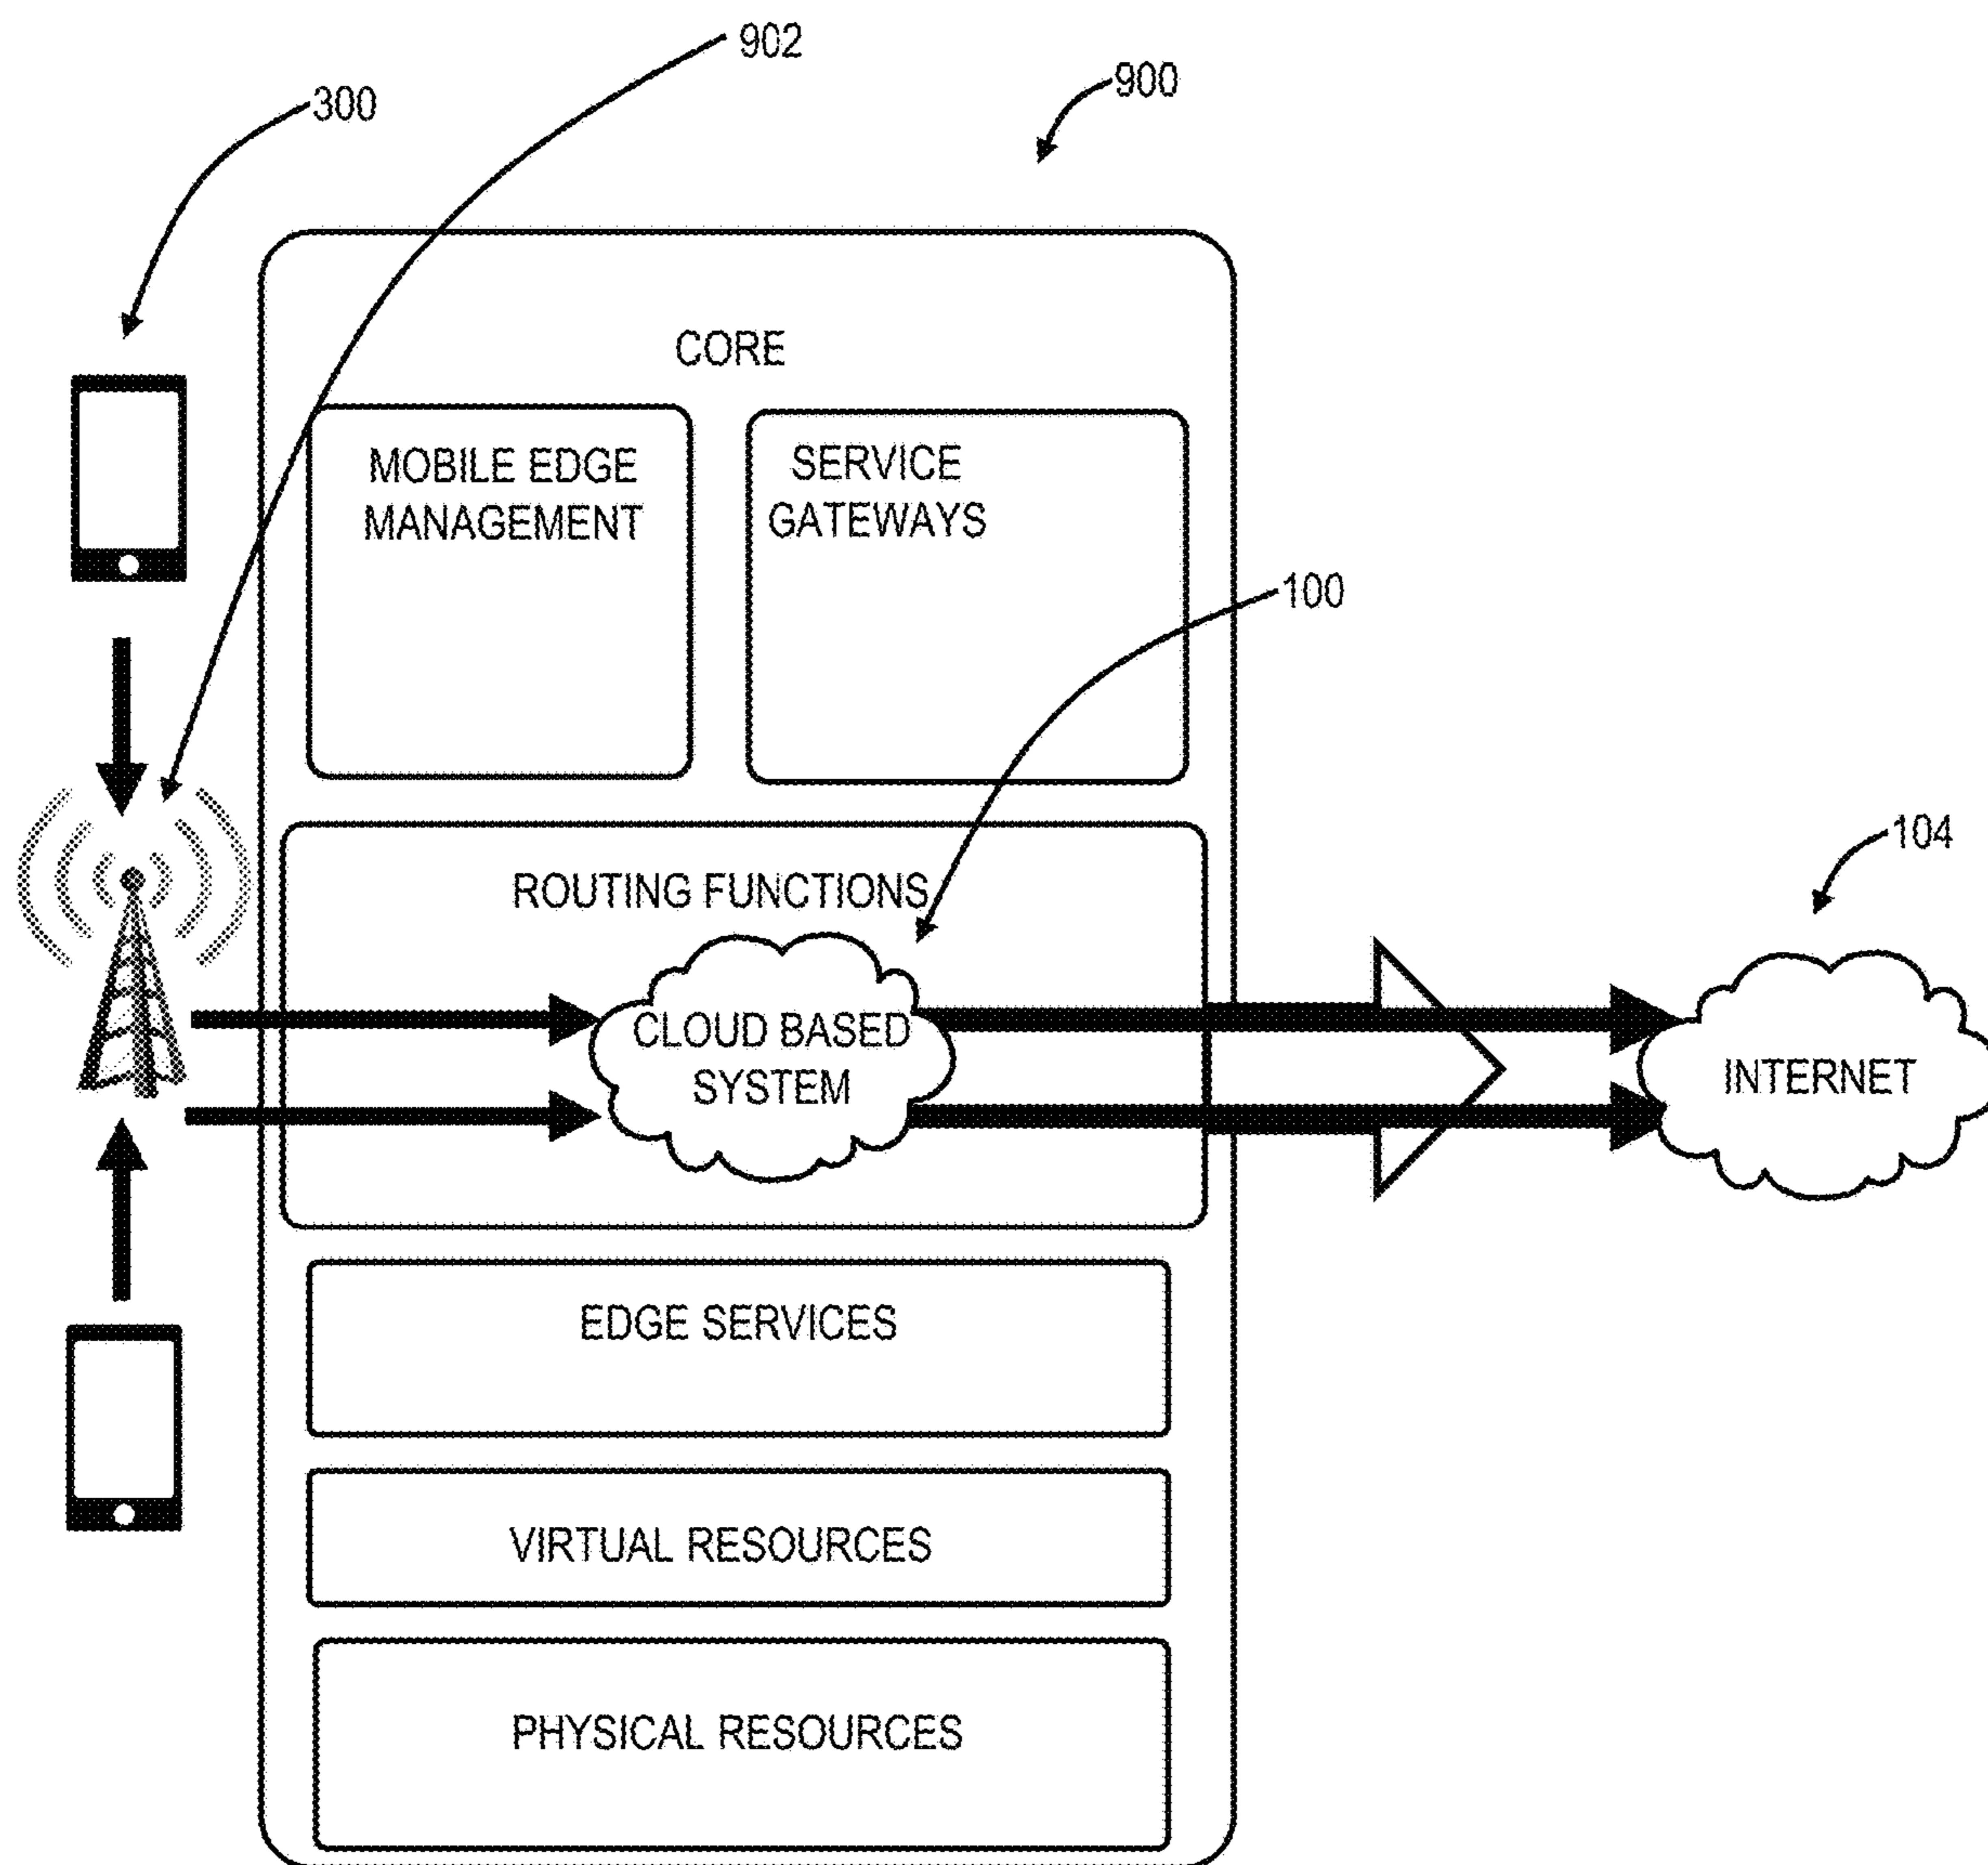 902
900
300
CORE
MOBILE EDGE
MANAGEMENT
SERVICE
GATEWAYS
100
104
ROUTING FUNCTIONS
CLOUD BASED
SYSTEM
INTERNET
EDGE SERVICES
VIRTUAL RESOURCES
PHYSICAL RESOURCES